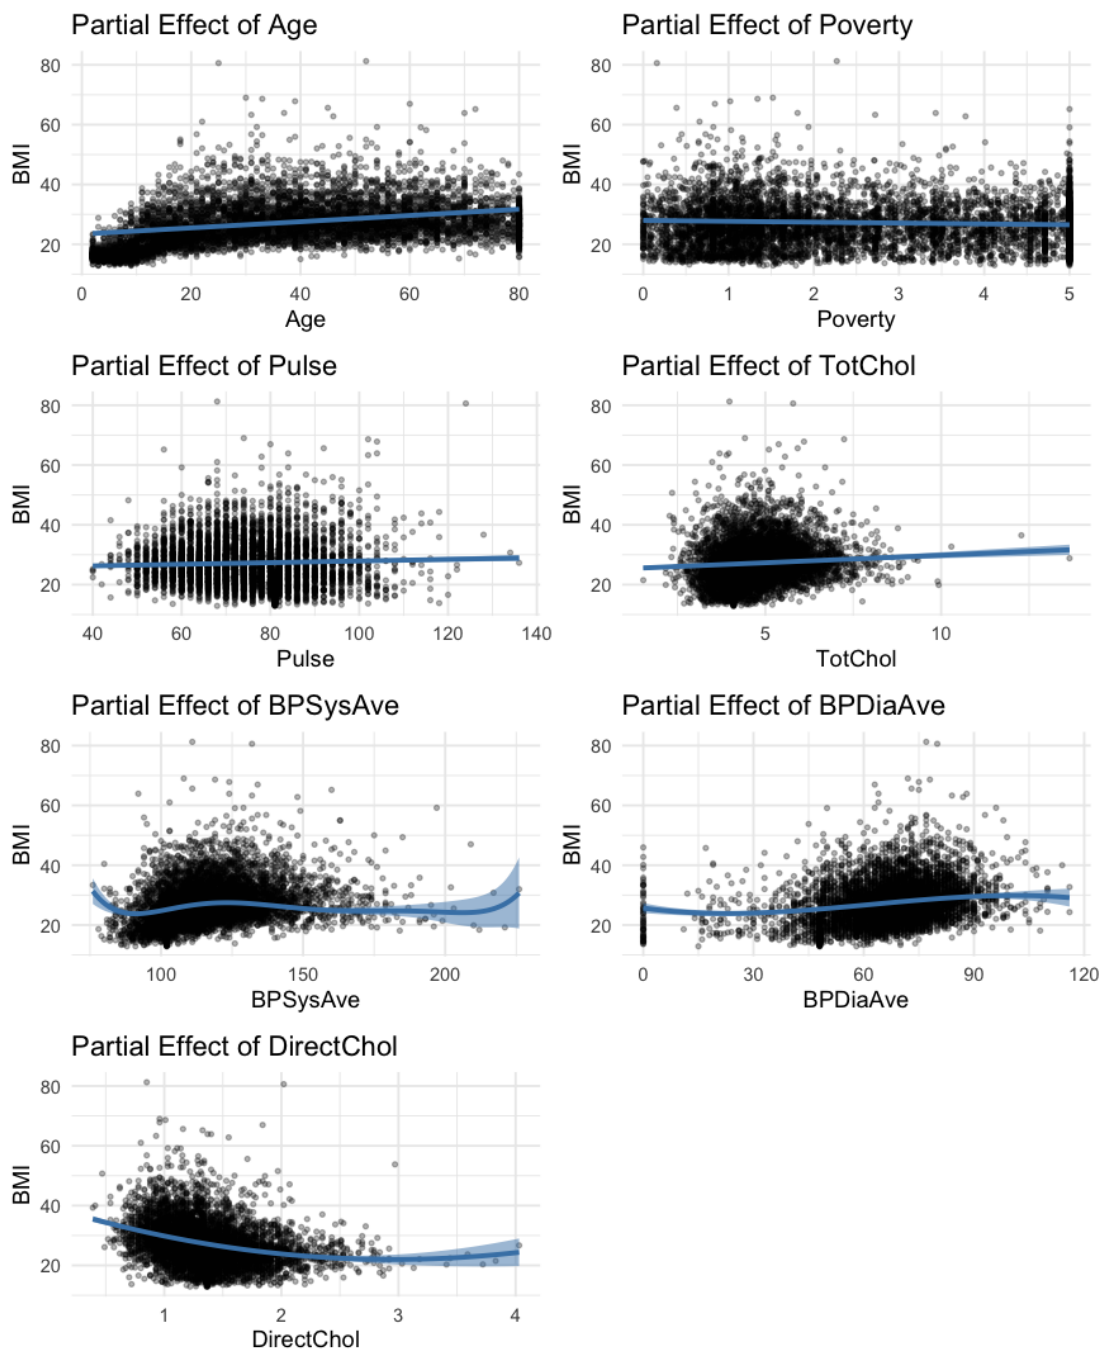 Partial Effect of Age
80
60
40
20
BMI
0 20 40 60 80
Age
Partial Effect of Poverty
80
60
40
20
BMI
0 1 2 3 4 5
Poverty
Partial Effect of Pulse
80
60
40
20
BMI
40 60 80 100 120 140
Pulse
Partial Effect of TotChol
80
60
40
20
BMI
5 10
TotChol
Partial Effect of BPSysAve
80
60
40
20
BMI
100 150 200
BPSysAve
Partial Effect of BPDiaAve
80
60
40
20
BMI
0 30 60 90 120
BPDiaAve
Partial Effect of DirectChol
80
60
40
20
BMI
1 2 3 4
DirectChol